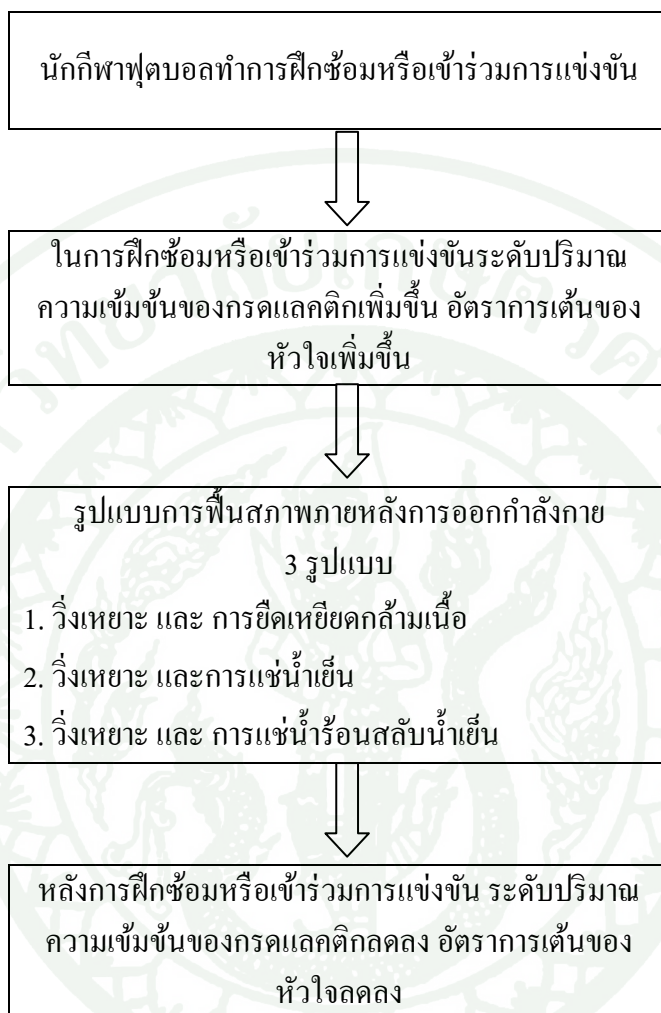 นักกีฬาฟุตบอลทำการฝึกซ้อมหรือเข้าร่วมการแข่งขัน
ในการฝึกซ้อมหรือเข้าร่วมการแข่งขันระดับปริมาณ
ความเข้มข้นของกรดแลคติกเพิ่มขึ้น อัตราการเต้นของ
หัวใจเพิ่มขึ้น
รูปแบบการฟื้นสภาพภายหลังการออกกำลังกาย
3 รูปแบบ
1. วิ่งเหยาะ และ การยืดเหยียดกล้ามเนื้อ
2. วิ่งเหยาะ และการแช่น้ำเย็น
3. วิ่งเหยาะ และ การแช่น้ำร้อนสลับน้ำเย็น
หลังการฝึกซ้อมหรือเข้าร่วมการแข่งขัน ระดับปริมาณ
ความเข้มข้นของกรดแลคติกลดลง อัตราการเต้นของ
หัวใจลดลง